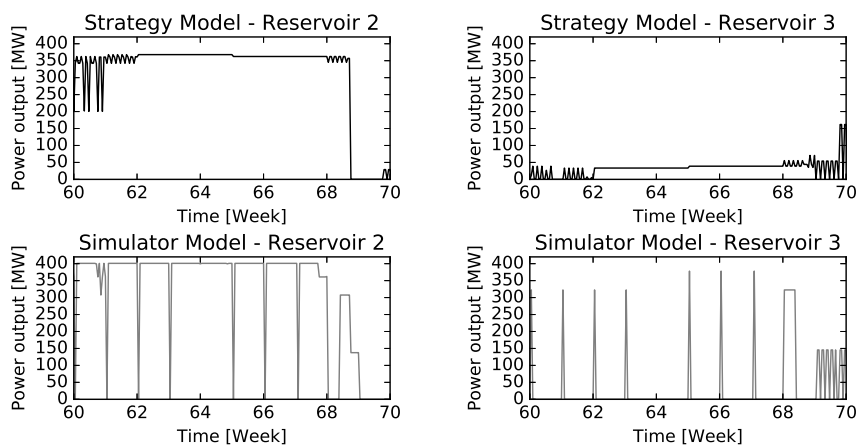 Strategy Model - Reservoir 2
Power output [MW]
400
350
300
250
200
150
100
50
0
60 62 64 66 68 70
Time [Week]
Strategy Model - Reservoir 3
Power output [MW]
400
350
300
250
200
150
100
50
0
60 62 64 66 68 70
Time [Week]
Simulator Model - Reservoir 2
Power output [MW]
400
350
300
250
200
150
100
50
0
60 62 64 66 68 70
Time [Week]
Simulator Model - Reservoir 3
Power output [MW]
400
350
300
250
200
150
100
50
0
60 62 64 66 68 70
Time [Week]